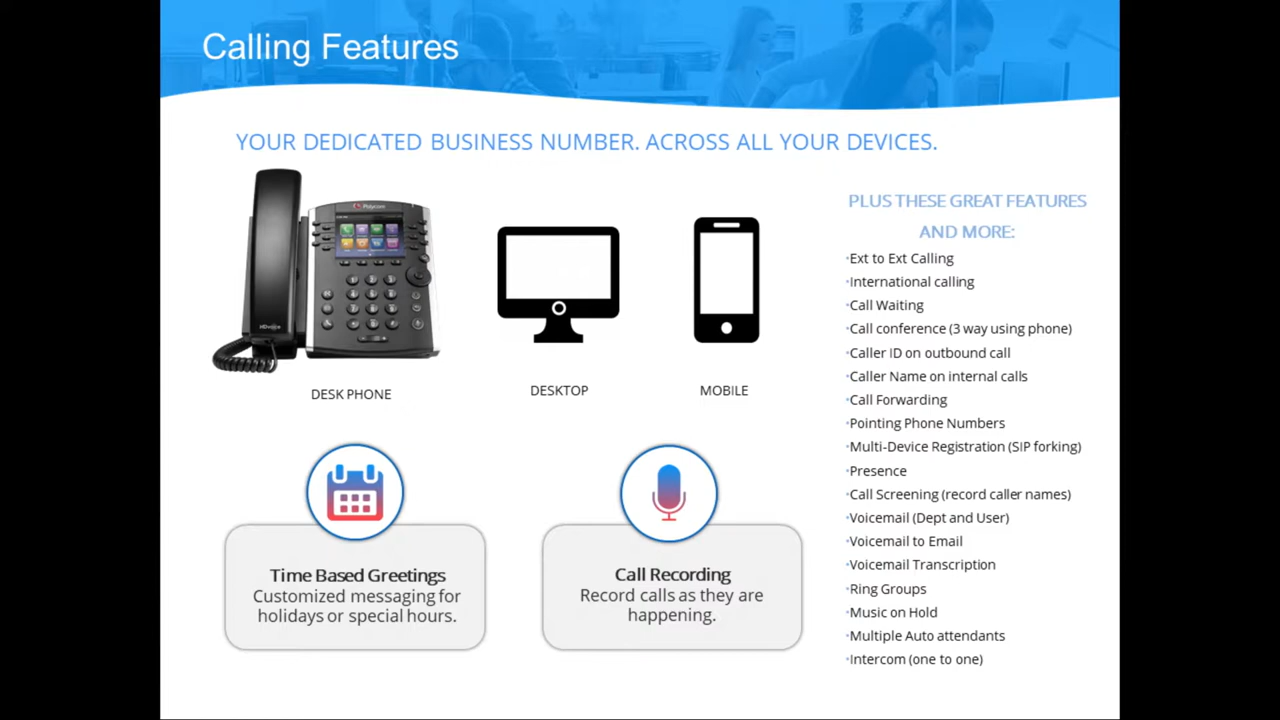 Calling Features
YOUR DEDICATED BUSINESS NUMBER. ACROSS ALL YOUR DEVICES.
Polycom
HDvoice
DESK PHONE
DESKTOP
MOBILE
Time Based Greetings
Customized messaging for
holidays or special hours.
Call Recording
Record calls as they are
happening.
PLUS THESE GREAT FEATURES
AND MORE:
•Ext to Ext Calling
•International calling
•Call Waiting
•Call conference (3 way using phone)
•Caller ID on outbound call
•Caller Name on internal calls
•Call Forwarding
•Pointing Phone Numbers
•Multi-Device Registration (SIP forking)
•Presence
•Call Screening (record caller names)
•Voicemail (Dept and User)
•Voicemail to Email
•Voicemail Transcription
•Ring Groups
•Music on Hold
•Multiple Auto attendants
•Intercom (one to one)